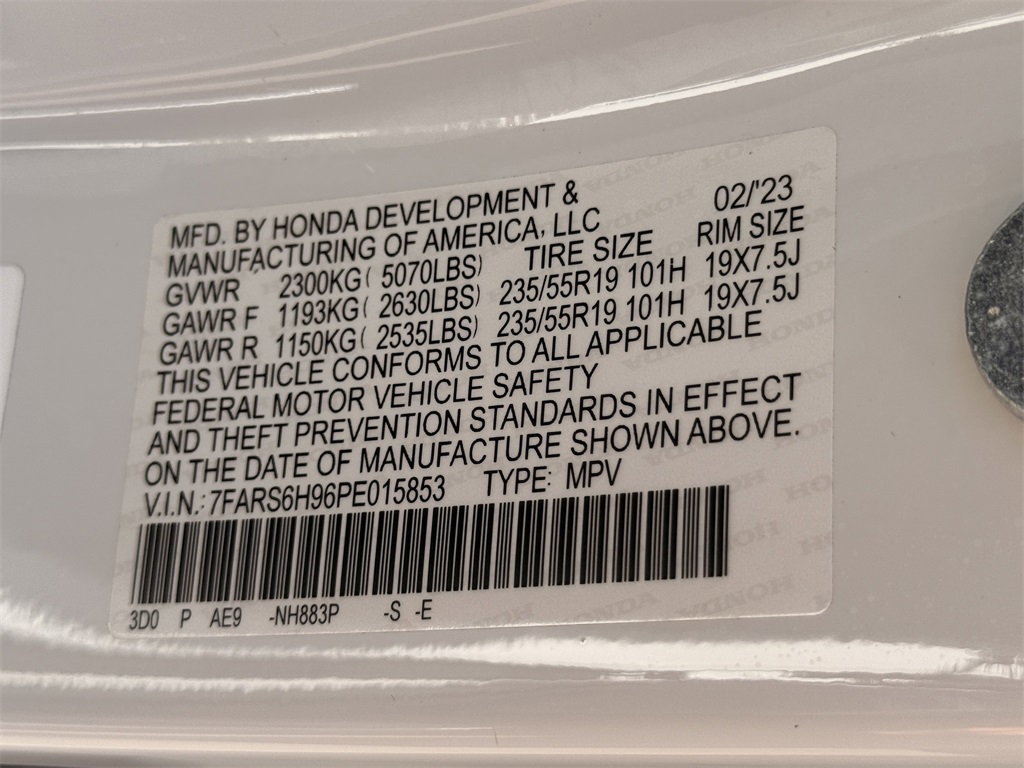 MFD. BY HONDA DEVELOPMENT & 02/'23
MANUFACTURING OF AMERICA, LLC
GVWR 2300KG( 5070LBS) TIRE SIZE RIM SIZE
GAWR F 1193KG( 2630LBS) 235/55R19 101H 19X7.5J
GAWR R 1150KG( 2535LBS) 235/55R19 101H 19X7.5J
THIS VEHICLE CONFORMS TO ALL APPLICABLE
FEDERAL MOTOR VEHICLE SAFETY
AND THEFT PREVENTION STANDARDS IN EFFECT
ON THE DATE OF MANUFACTURE SHOWN ABOVE.
V.I.N.: 7FARS6H96PE015853 TYPE: MPV
3D0 P AE9 -NH883P -S -E